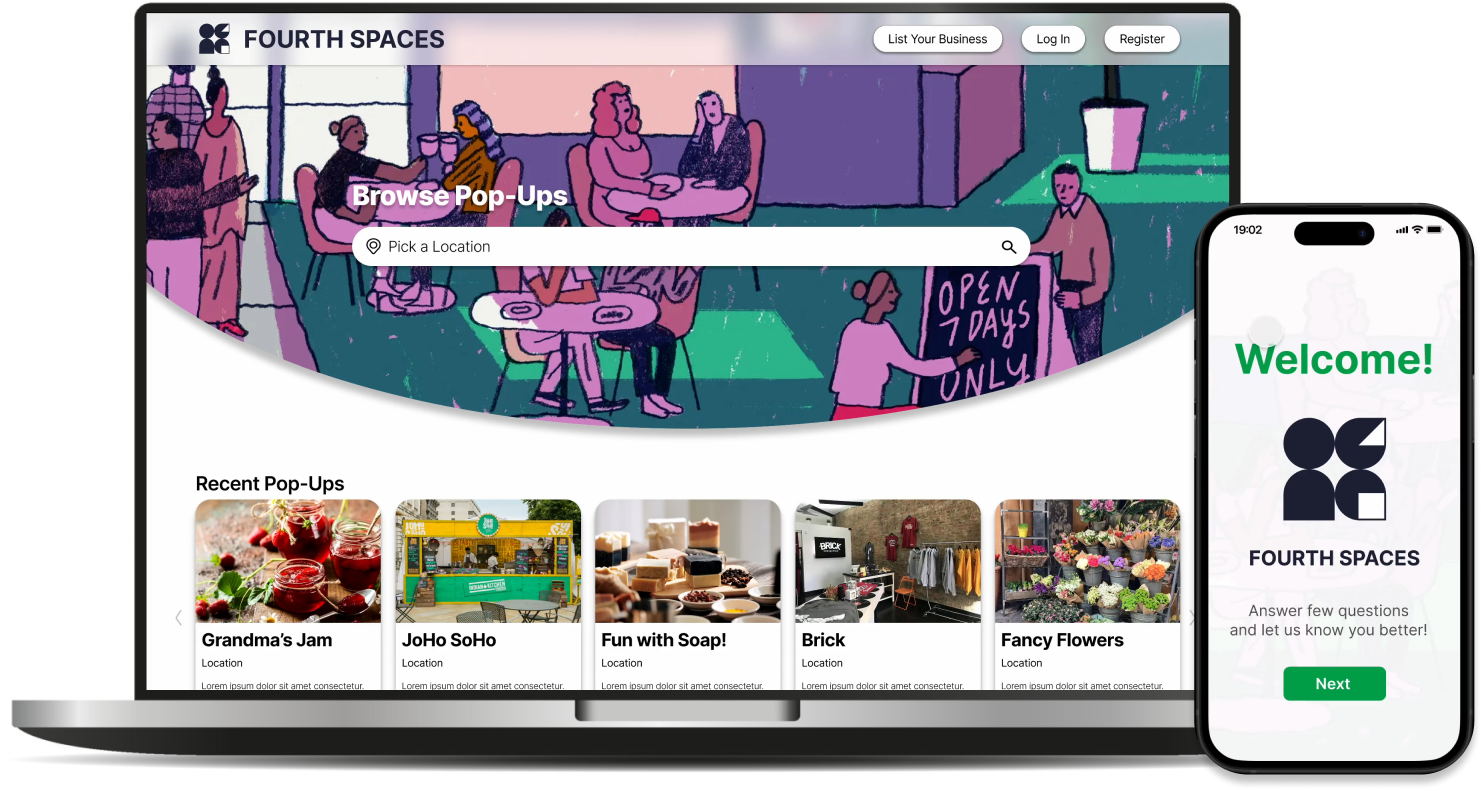 FOURTH SPACES
List Your Business
Log In
Register
Browse Pop-Ups
Pick a Location
OPEN
7 DAYS
ONLY
Recent Pop-Ups
BRICK
Grandma's Jam
JoHo SoHo
Fun with Soap!
Brick
Fancy Flowers
Location
Location
Location
Location
Location
Lorem ipsum dolor sit amet consectetur.
Lorem ipsum dolor sit amet consectetur.
Lorem ipsum dolor sit amet consectetur.
Lorem ipsum dolor sit amet consectetur.
Lorem ipsum dolor sit amet consectetur.
19:02
Welcome!
FOURTH SPACES
Answer few questions
and let us know you better!
Next